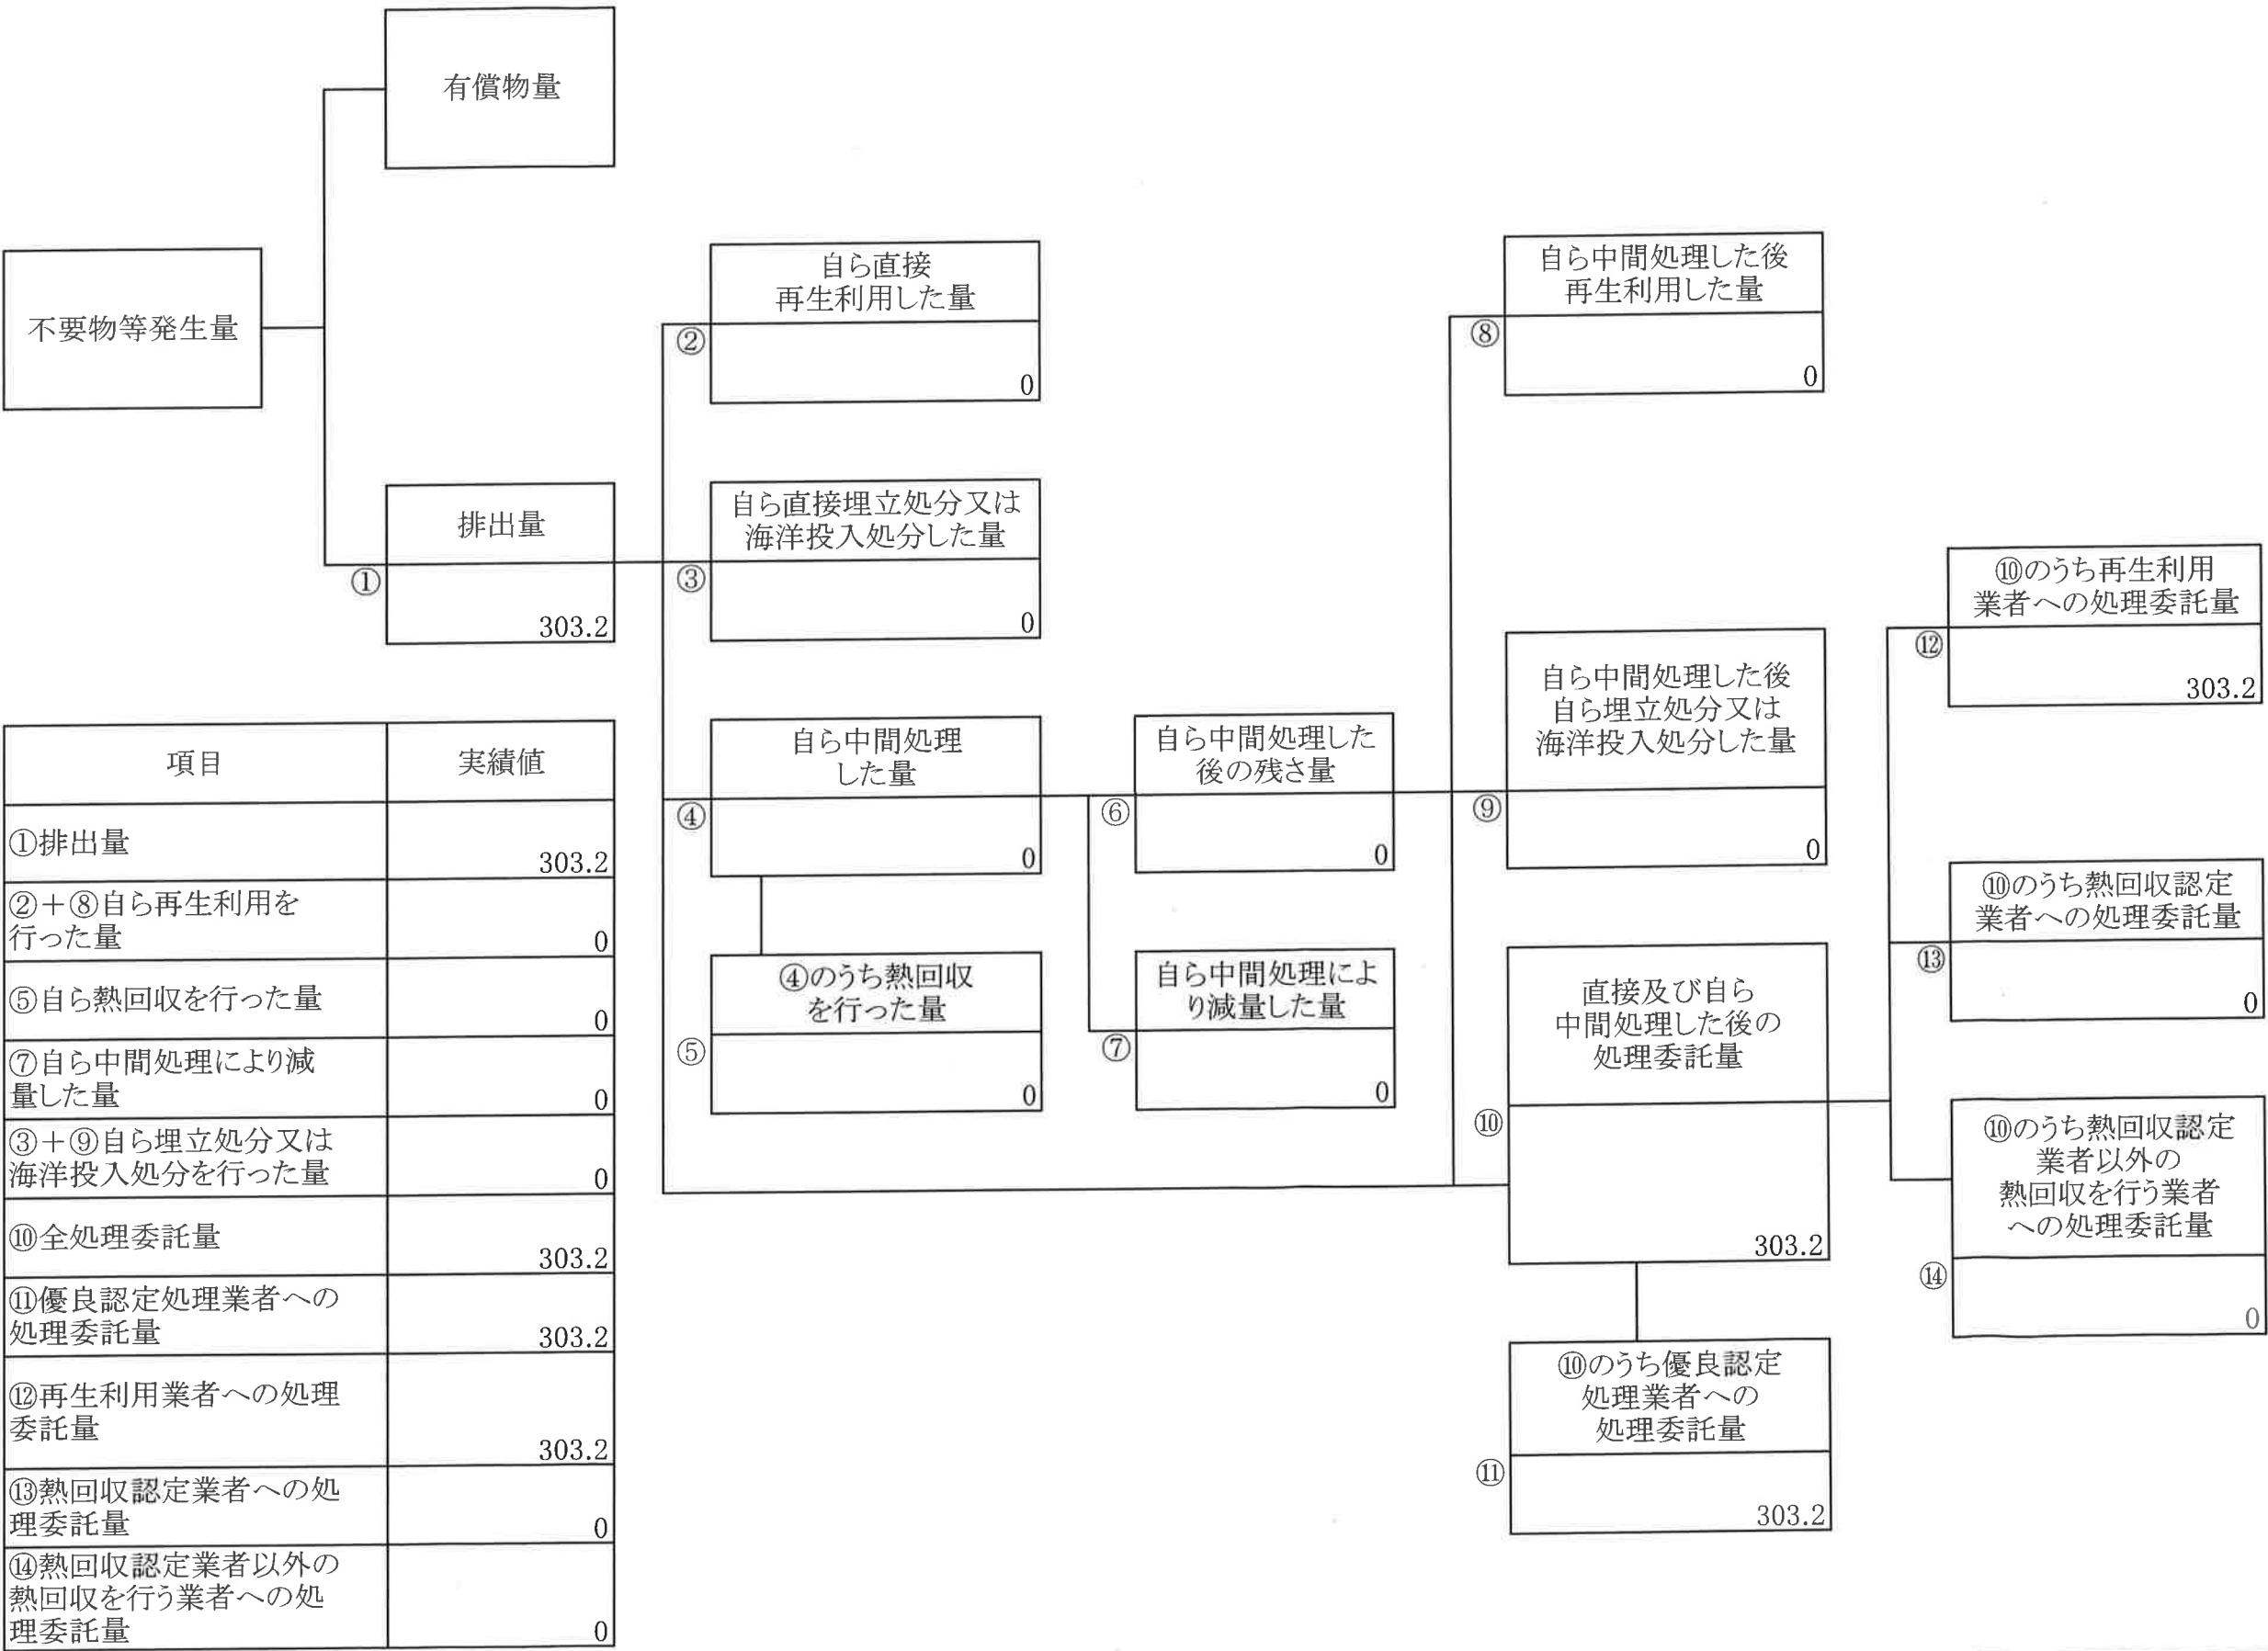 有償物量
不要物等発生量
排出量
①
303.2
自ら直接
再生利用した量
②
0
自ら直接埋立処分又は
海洋投入処分した量
③
0
自ら中間処理
した量
④
0
④のうち熱回収
を行った量
⑤
0
自ら中間処理した
後の残さ量
⑥
0
自ら中間処理によ
り減量した量
⑦
0
自ら中間処理した後
再生利用した量
⑧
0
自ら中間処理した後
自ら埋立処分又は
海洋投入処分した量
⑨
0
直接及び自ら
中間処理した後の
処理委託量
⑩
303.2
⑩のうち優良認定
処理業者への
処理委託量
⑪
303.2
⑩のうち再生利用
業者への処理委託量
⑫
303.2
⑩のうち熱回収認定
業者への処理委託量
⑬
0
⑩のうち熱回収認定
業者以外の
熱回収を行う業者
への処理委託量
⑭
0
項目 実績値
①排出量
303.2
②+⑧自ら再生利用を
行った量
0
⑤自ら熱回収を行った量
0
⑦自ら中間処理により減
量した量
0
③+⑨自ら埋立処分又は
海洋投入処分を行った量
0
⑩全処理委託量
303.2
⑪優良認定処理業者への
処理委託量
303.2
⑫再生利用業者への処理
委託量
303.2
⑬熱回収認定業者への処
理委託量
0
⑭熱回収認定業者以外の
熱回収を行う業者への処
理委託量
0